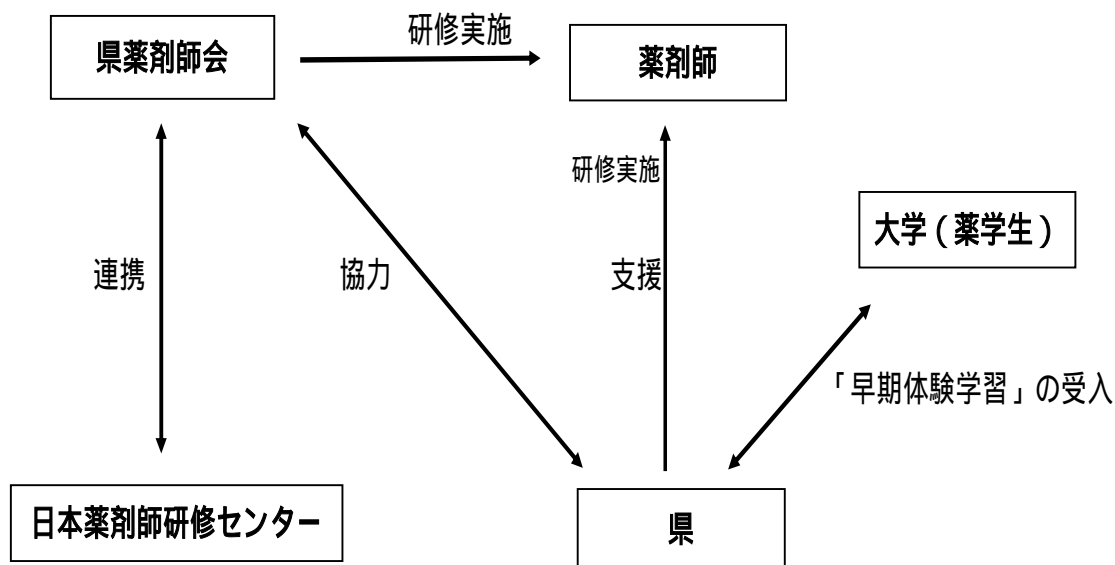 研修実施
県薬剤師会
薬剤師
研修実施
大学（薬学生）
連携
協力
支援
「早期体験学習」の受入
日本薬剤師研修センター
県